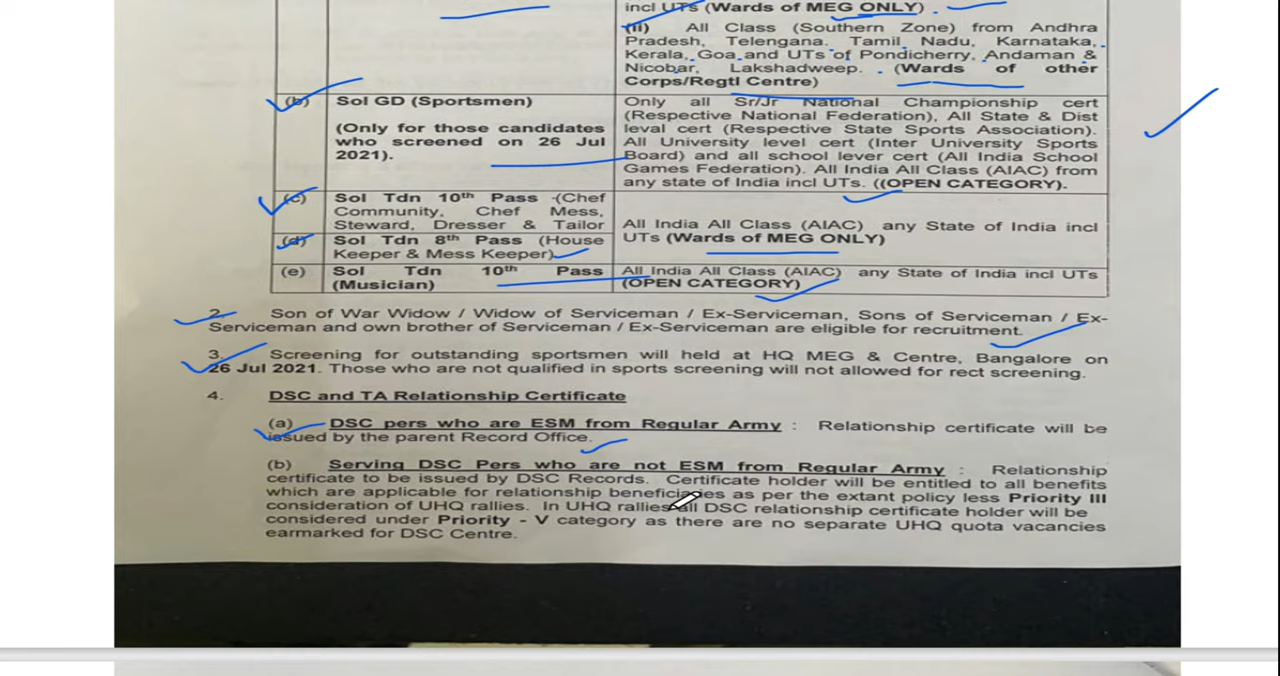 incl UTs (Wards of MEG ONLY) .
(ii) All Class (Southern Zone) from Andhra
Pradesh, Telengana. Tamil Nadu, Karnataka,
Kerala, Goa and UTs of Pondicherry, Andaman &
Nicobar, Lakshadweep. (Wards of other
Corps/Regtl Centre)
(b) Sol GD (Sportsmen)
(Only for those candidates
who screened on 26 Jul
2021).
Only all Sr/Jr National Championship cert
(Respective National Federation), All State & Dist
leval cert (Respective State Sports Association).
All University level cert (Inter University Sports
Board) and all school lever cert (All India School
Games Federation). All India All Class (AIAC) from
any state of India incl UTs. ((OPEN CATEGORY).
(c) Sol Tdn 10th Pass (Chef
Community, Chef Mess,
Steward, Dresser & Tailor
(d) Sol Tdn 8th Pass (House
Keeper & Mess Keeper)
All India All Class (AIAC) any State of India incl
UTs (Wards of MEG ONLY)
(e) Sol Tdn 10th Pass
(Musician)
All India All Class (AIAC) any State of India incl UTs
(OPEN CATEGORY)
2. Son of War Widow / Widow of Serviceman / Ex-Serviceman, Sons of Serviceman / Ex-
Serviceman and own brother of Serviceman / Ex-Serviceman are eligible for recruitment.
3. Screening for outstanding sportsmen will held at HQ MEG & Centre, Bangalore on
26 Jul 2021. Those who are not qualified in sports screening will not allowed for rect screening.
4. DSC and TA Relationship Certificate
(a) DSC pers who are ESM from Regular Army : Relationship certificate will be
issued by the parent Record Office.
(b) Serving DSC Pers who are not ESM from Regular Army : Relationship
certificate to be issued by DSC Records. Certificate holder will be entitled to all benefits
which are applicable for relationship beneficiaries as per the extant policy less Priority III
consideration of UHQ rallies. In UHQ rallies all DSC relationship certificate holder will be
considered under Priority - V category as there are no separate UHQ quota vacancies
earmarked for DSC Centre.